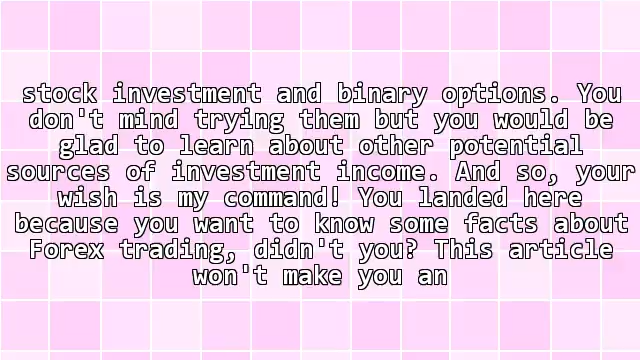 stock investment and binary options. You
don't mind trying them but you would be
glad to learn about other potential
sources of investment income. And so, your
wish is my command! You landed here
because you want to know some facts about
Forex trading, didn't you? This article
won't make you an